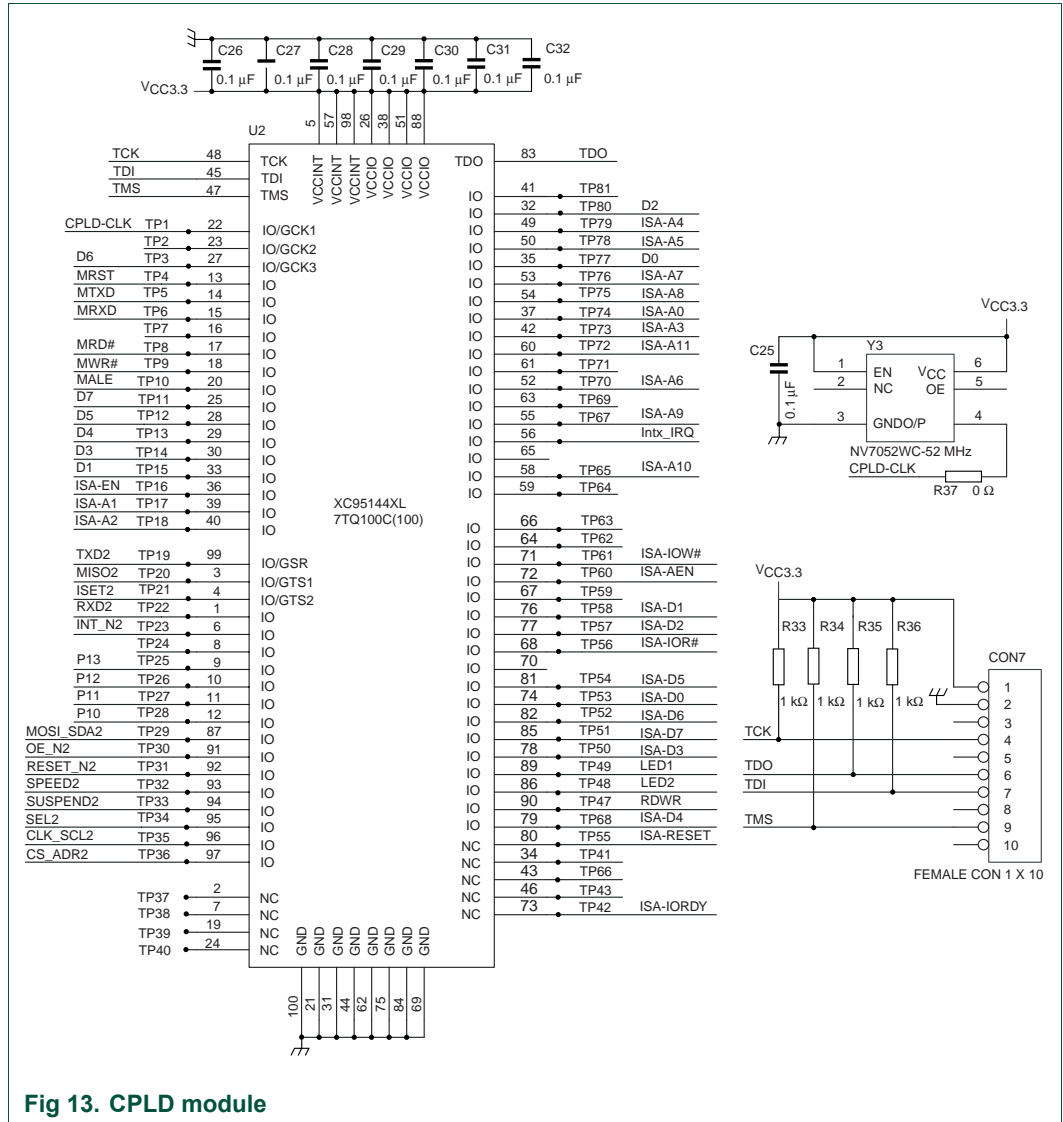 C26 C27 C28 C29 C30 C31 C32
0.1 μF 0.1 μF 0.1 μF 0.1 μF 0.1 μF 0.1 μF 0.1 μF
VCC3.3
5 57 98 26 38 51 88
U2
VCCINT VCCINT VCCINT VCCIO VCCIO VCCIO VCCIO
TCK 48 TCK
TDI 45 TDI
TMS 47 TMS
CPLD-CLK TP1 22 IO/GCK1
TP2 23 IO/GCK2
D6 TP3 27 IO/GCK3
MRST TP4 13 IO
MTXD TP5 14 IO
MRXD TP6 15 IO
TP7 16 IO
MRD# TP8 17 IO
MWR# TP9 18 IO
MALE TP10 20 IO
D7 TP11 25 IO
D5 TP12 28 IO
D4 TP13 29 IO
D3 TP14 30 IO
D1 TP15 33 IO
ISA-EN TP16 36 IO
ISA-A1 TP17 39 IO
ISA-A2 TP18 40 IO
TXD2 TP19 99 IO/GSR
MISO2 TP20 3 IO/GTS1
ISET2 TP21 4 IO/GTS2
RXD2 TP22 1 IO
INT_N2 TP23 6 IO
TP24 8 IO
P13 TP25 9 IO
P12 TP26 10 IO
P11 TP27 11 IO
P10 TP28 12 IO
MOSI_SDA2 TP29 87 IO
OE_N2 TP30 91 IO
RESET_N2 TP31 92 IO
SPEED2 TP32 93 IO
SUSPEND2 TP33 94 IO
SEL2 TP34 95 IO
CLK_SCL2 TP35 96 IO
CS_ADR2 TP36 97 IO
TP37 2 NC
TP38 7 NC
TP39 19 NC
TP40 24 NC
XC95144XL
7TQ100C(100)
TDO 83 TDO
IO 41 TP81
IO 32 TP80 D2
IO 49 TP79 ISA-A4
IO 50 TP78 ISA-A5
IO 35 TP77 D0
IO 53 TP76 ISA-A7
IO 54 TP75 ISA-A8
IO 37 TP74 ISA-A0
IO 42 TP73 ISA-A3
IO 60 TP72 ISA-A11
IO 61 TP71
IO 52 TP70 ISA-A6
IO 63 TP69
IO 55 TP67 ISA-A9
IO 56 Intx_IRQ
IO 65
IO 58 TP65 ISA-A10
IO 59 TP64
IO 66 TP63
IO 64 TP62
IO 71 TP61 ISA-IOW#
IO 72 TP60 ISA-AEN
IO 67 TP59
IO 76 TP58 ISA-D1
IO 77 TP57 ISA-D2
IO 68 TP56 ISA-IOR#
IO 70
IO 81 TP54 ISA-D5
IO 74 TP53 ISA-D0
IO 82 TP52 ISA-D6
IO 85 TP51 ISA-D7
IO 78 TP50 ISA-D3
IO 89 TP49 LED1
IO 86 TP48 LED2
IO 90 TP47 RDWR
IO 79 TP68 ISA-D4
NC 80 TP55 ISA-RESET
NC 34 TP41
NC 43 TP66
NC 46 TP43
NC 73 TP42 ISA-IORDY
GND GND GND GND GND GND GND GND
100 21 31 44 62 75 84 69
VCC3.3
C25 0.1 μF
Y3
1 EN VCC 6
2 NC OE 5
3 GNDO/P 4
NV7052WC-52 MHz
CPLD-CLK
R37 0 Ω
VCC3.3
R33 R34 R35 R36
1 kΩ 1 kΩ 1 kΩ 1 kΩ
CON7
1
2
3
TCK 4
5
TDO 6
TDI 7
8
TMS 9
10
FEMALE CON 1 X 10
Fig 13. CPLD module